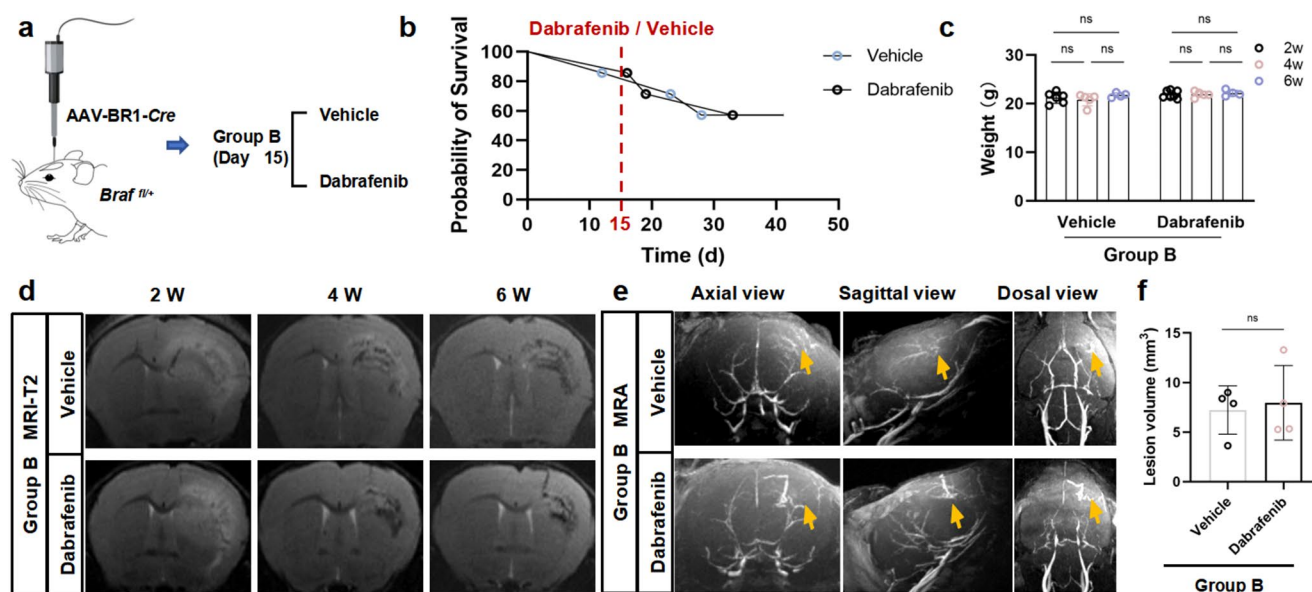 a
AAV-BR1-Cre
Braf fl/+
Group B
(Day 15)
Vehicle
Dabrafenib
b
Dabrafenib / Vehicle
Probability of Survival
100
80
60
40
20
0
0
10
15
20
30
40
50
Time (d)
Vehicle
Dabrafenib
c
ns
ns
ns
ns
ns
ns
2w
4w
6w
Weight (g)
30
20
10
0
Vehicle
Dabrafenib
Group B
d
2 W
4 W
6 W
Group B MRI-T2
Vehicle
Dabrafenib
e
Axial view
Sagittal view
Dosal view
Group B MRA
Vehicle
Dabrafenib
f
ns
Lesion volume (mm³)
15
10
5
0
Vehicle
Dabrafenib
Group B